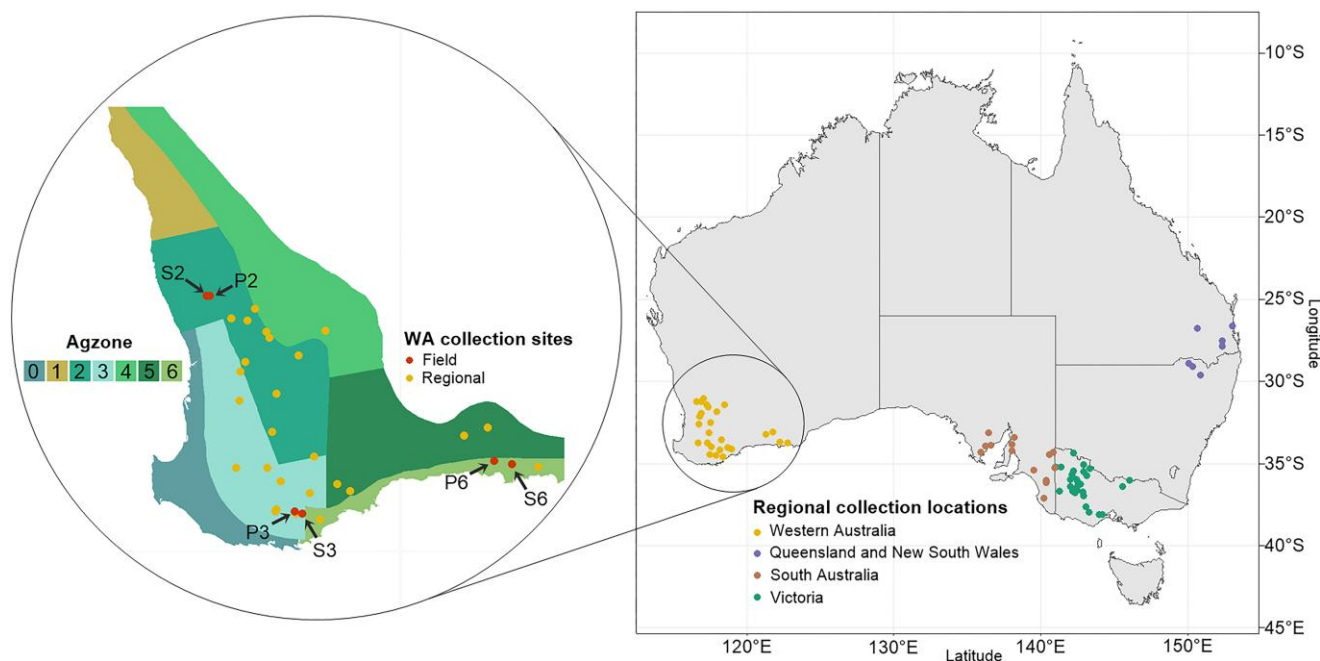 S2
P2
Agzone
0 1 2 3 4 5 6
WA collection sites
Field
Regional
P6
S6
P3
S3
10°S
15°S
20°S
25°S
30°S
35°S
40°S
45°S
Longitude
Regional collection locations
Western Australia
Queensland and New South Wales
South Australia
Victoria
120°E
130°E
140°E
150°E
Latitude